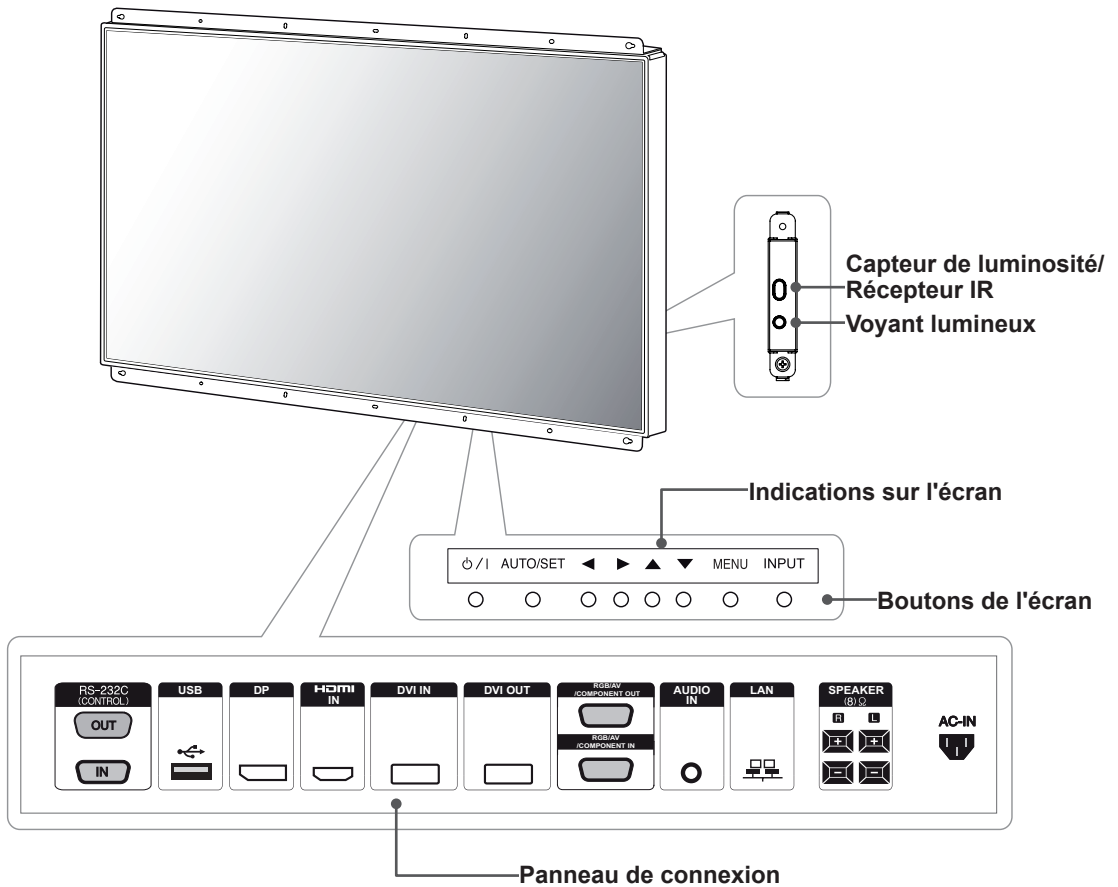 Capteur de luminosité/
Récepteur IR
Voyant lumineux
Indications sur l'écran
⏻/I AUTO/SET ◀ ▶ ▲ ▼ MENU INPUT
Boutons de l'écran
RS-232C
(CONTROL)
OUT
IN
USB
DP
HDMI
IN
DVI IN
DVI OUT
RGB/AV
/COMPONENT OUT
RGB/AV
/COMPONENT IN
AUDIO
IN
LAN
SPEAKER
(8) Ω
R L
+ +
- -
AC-IN
Panneau de connexion